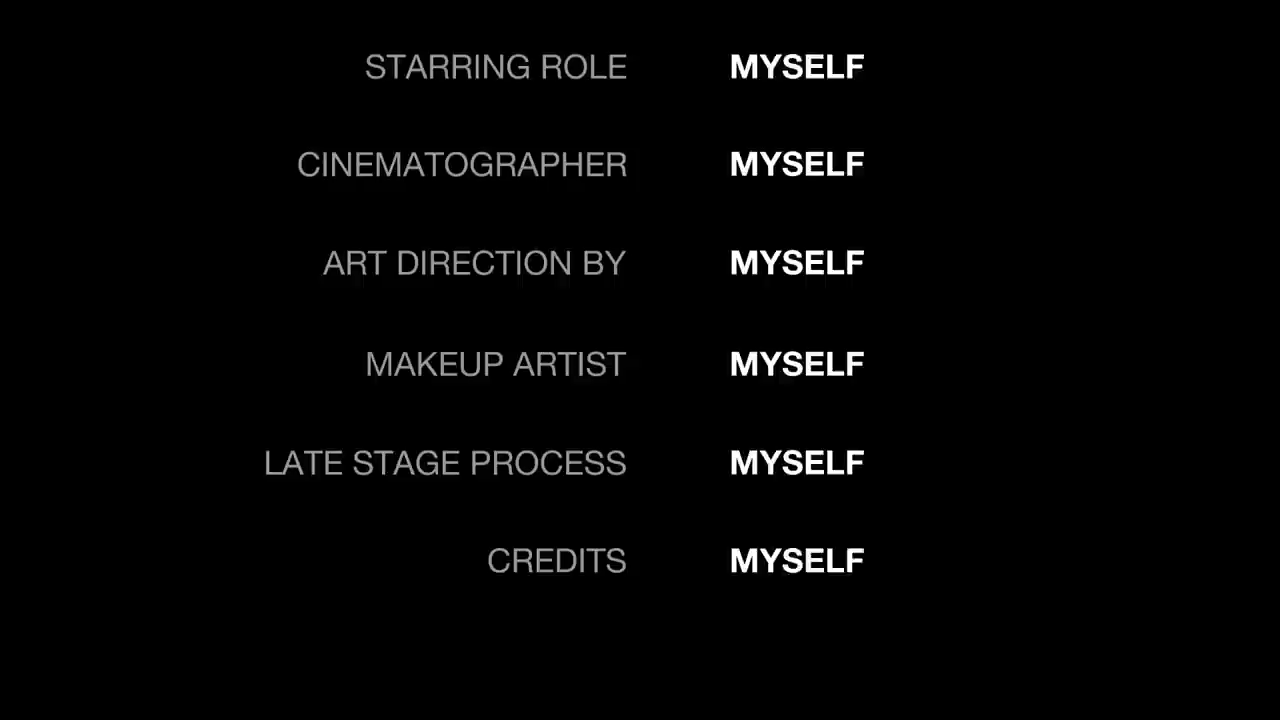 STARRING ROLE MYSELF
CINEMATOGRAPHER MYSELF
ART DIRECTION BY MYSELF
MAKEUP ARTIST MYSELF
LATE STAGE PROCESS MYSELF
CREDITS MYSELF